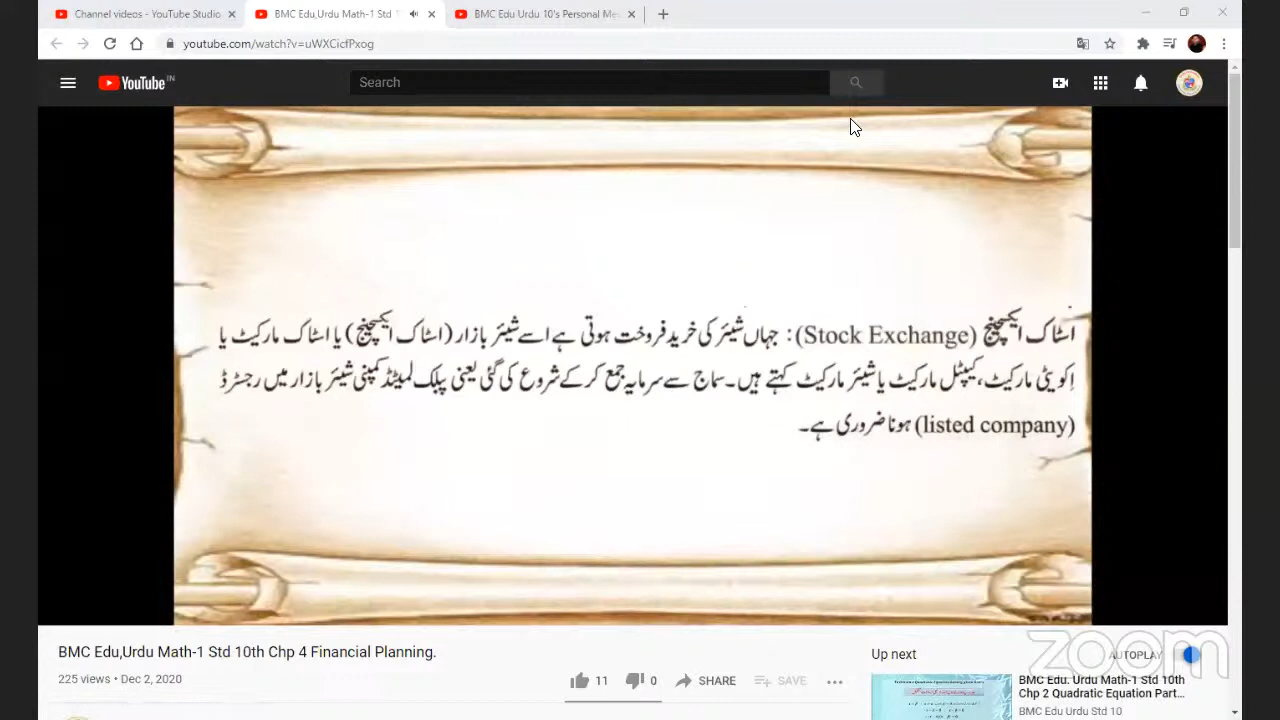 Channel videos - YouTube Studio
BMC Edu,Urdu Math-1 Std 1
BMC Edu Urdu 10's Personal Me
youtube.com/watch?v=uWXCicfPxog
YouTube IN
Search
اسٹاک ایکسچینج (Stock Exchange) : جہاں شیئر کی خرید فروخت ہوتی ہے اسے شیئر بازار (اسٹاک ایکسچینج) یا اسٹاک مارکیٹ یا
اِکویٹی مارکیٹ، کیپٹل مارکیٹ یا شیئر مارکیٹ کہتے ہیں۔ سماج سے سرمایہ جمع کر کے شروع کی گئی یعنی پبلک لمیٹیڈ کمپنی شیئر بازار میں رجسٹرڈ
(listed company) ہونا ضروری ہے۔
zoom
BMC Edu,Urdu Math-1 Std 10th Chp 4 Financial Planning.
225 views • Dec 2, 2020
11
0
SHARE
SAVE
Up next
AUTOPLAY
BMC Edu. Urdu Math-1 Std 10th
Chp 2 Quadratic Equation Part...
BMC Edu Urdu Std 10